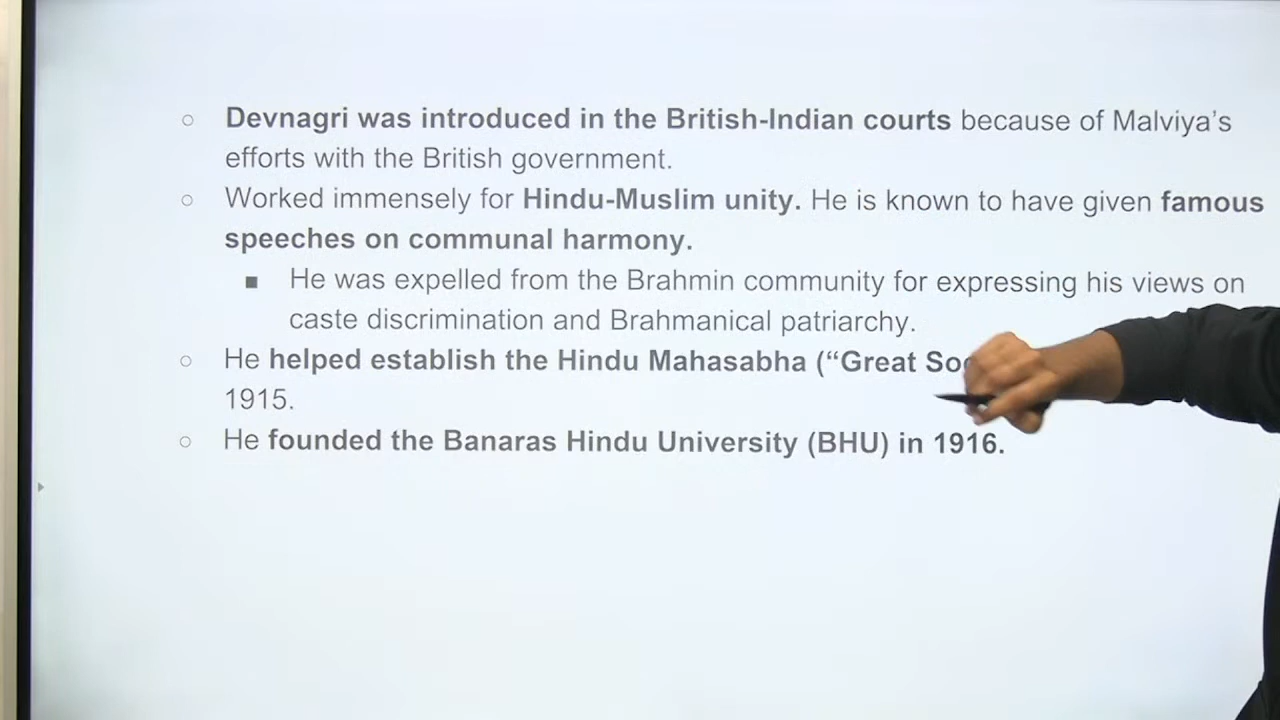 Devnagri was introduced in the British-Indian courts because of Malviya's
efforts with the British government.
Worked immensely for Hindu-Muslim unity. He is known to have given famous
speeches on communal harmony.
He was expelled from the Brahmin community for expressing his views on
caste discrimination and Brahmanical patriarchy.
He helped establish the Hindu Mahasabha (“Great
1915.
He founded the Banaras Hindu University (BHU) in 1916.